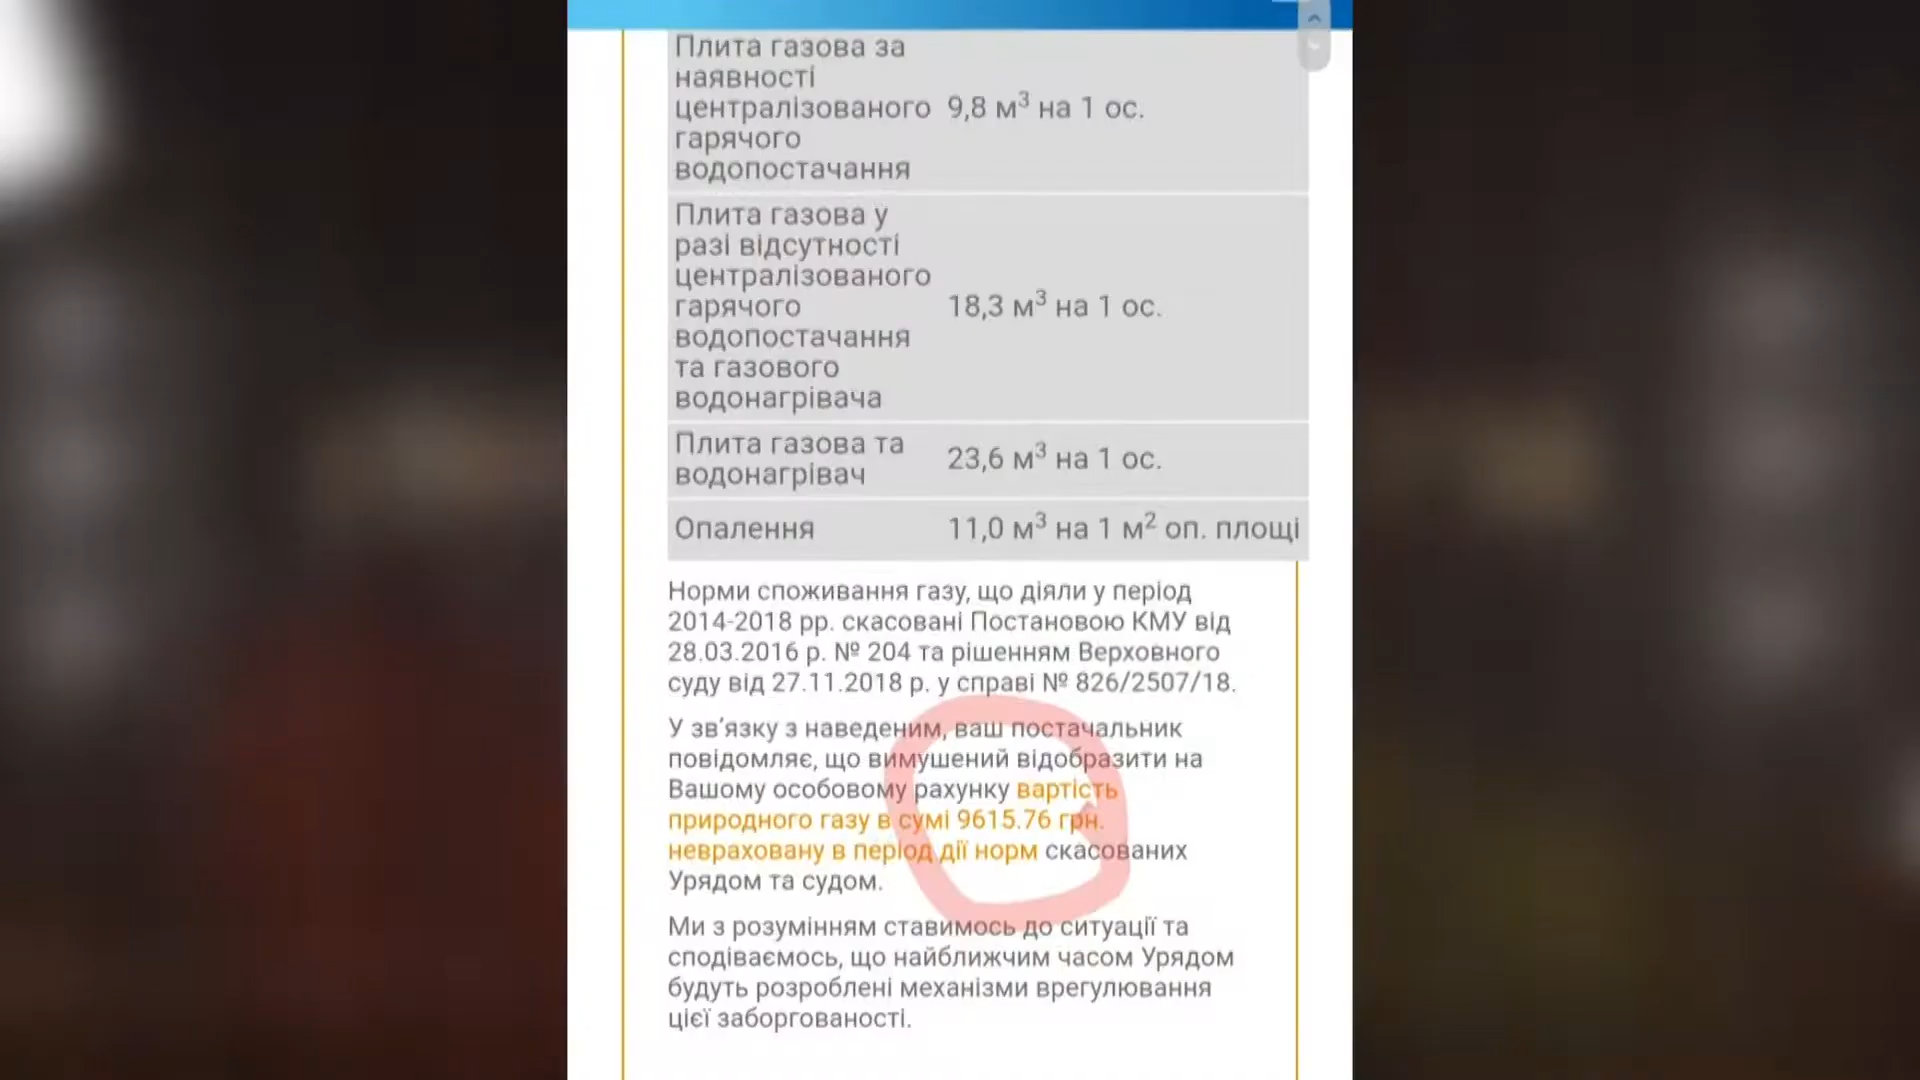 Плита газова за
наявності
централізованого 9,8 м³ на 1 ос.
гарячого
водопостачання
Плита газова у
разі відсутності
централізованого
гарячого 18,3 м³ на 1 ос.
водопостачання
та газового
водонагрівача
Плита газова та
водонагрівач 23,6 м³ на 1 ос.
Опалення 11,0 м³ на 1 м² оп. площі
Норми споживання газу, що діяли у період
2014-2018 рр. скасовані Постановою КМУ від
28.03.2016 р. № 204 та рішенням Верховного
суду від 27.11.2018 р. у справі № 826/2507/18.
У зв’язку з наведеним, ваш постачальник
повідомляє, що вимушений відобразити на
Вашому особовому рахунку вартість
природного газу в сумі 9615.76 грн.
невраховану в період дії норм скасованих
Урядом та судом.
Ми з розумінням ставимось до ситуації та
сподіваємось, що найближчим часом Урядом
будуть розроблені механізми врегулювання
цієї заборгованості.